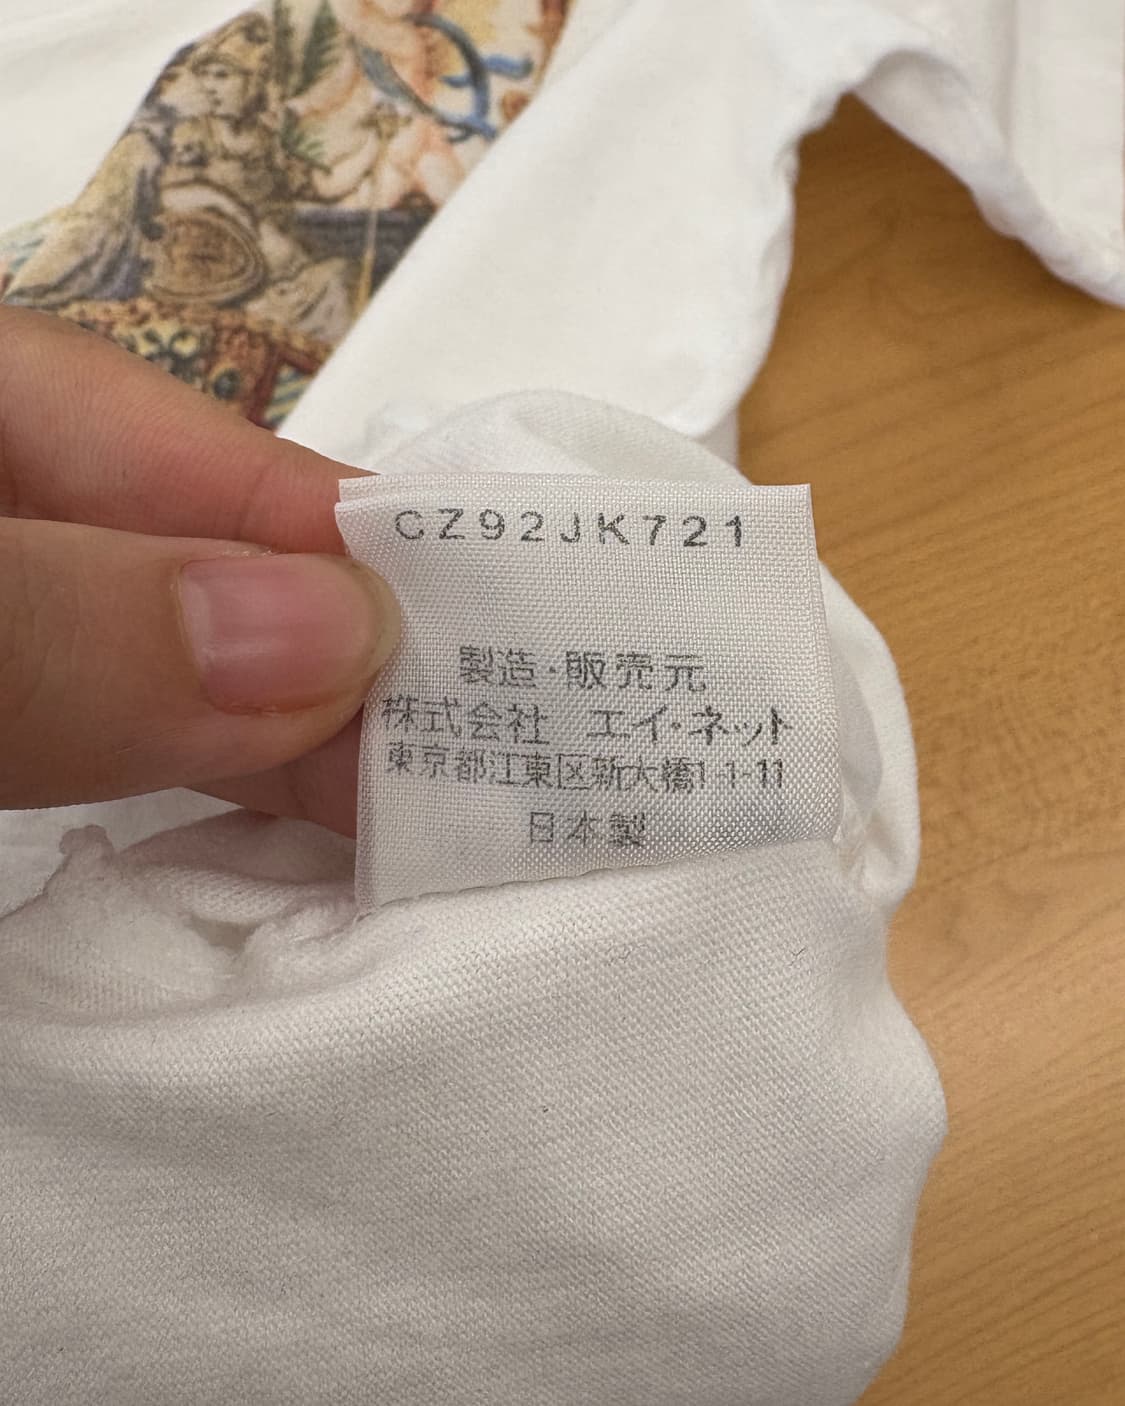 CZ92JK721
製造・販売元
株式会社 エイ・ネット
東京都江東区新大橋1-1-11
日本製